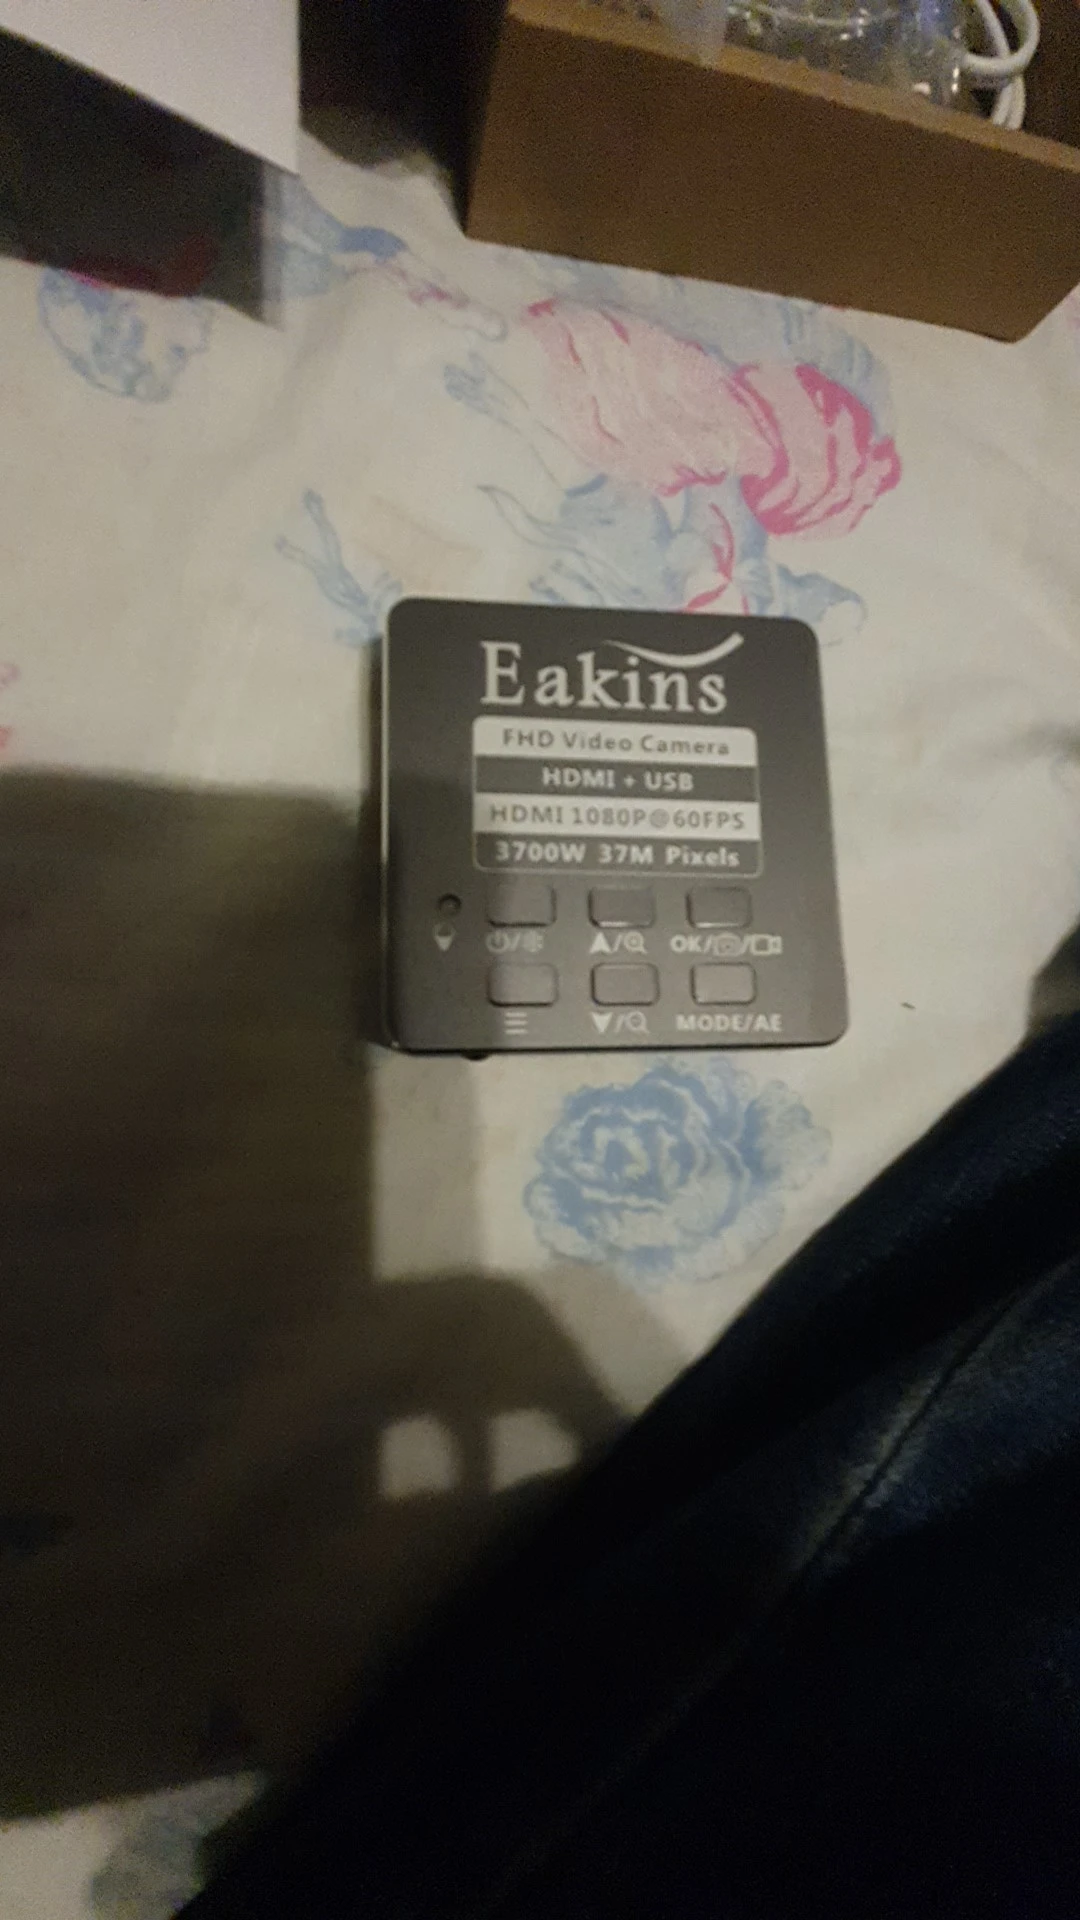 Eakins
FHD Video Camera
HDMI + USB
HDMI 1080P@60FPS
3700W 37M Pixels
OK/
MODE/AE